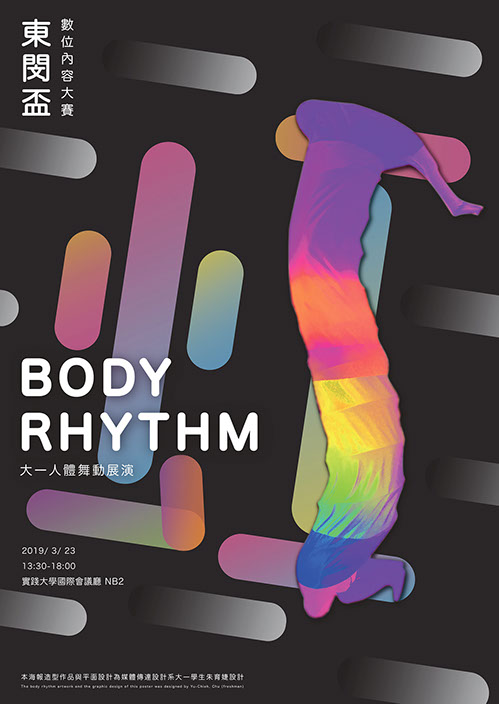 東閔盃
數位內容大賽
BODY
RHYTHM
大一人體舞動展演
2019/ 3/ 23
13:30-18:00
實踐大學國際會議廳 NB2
本海報造型作品與平面設計為媒體傳達設計系大一學生朱育婕設計
The body rhythm artwork and the graphic design of this poster was designed by Yu-Chieh, Chu (freshman)